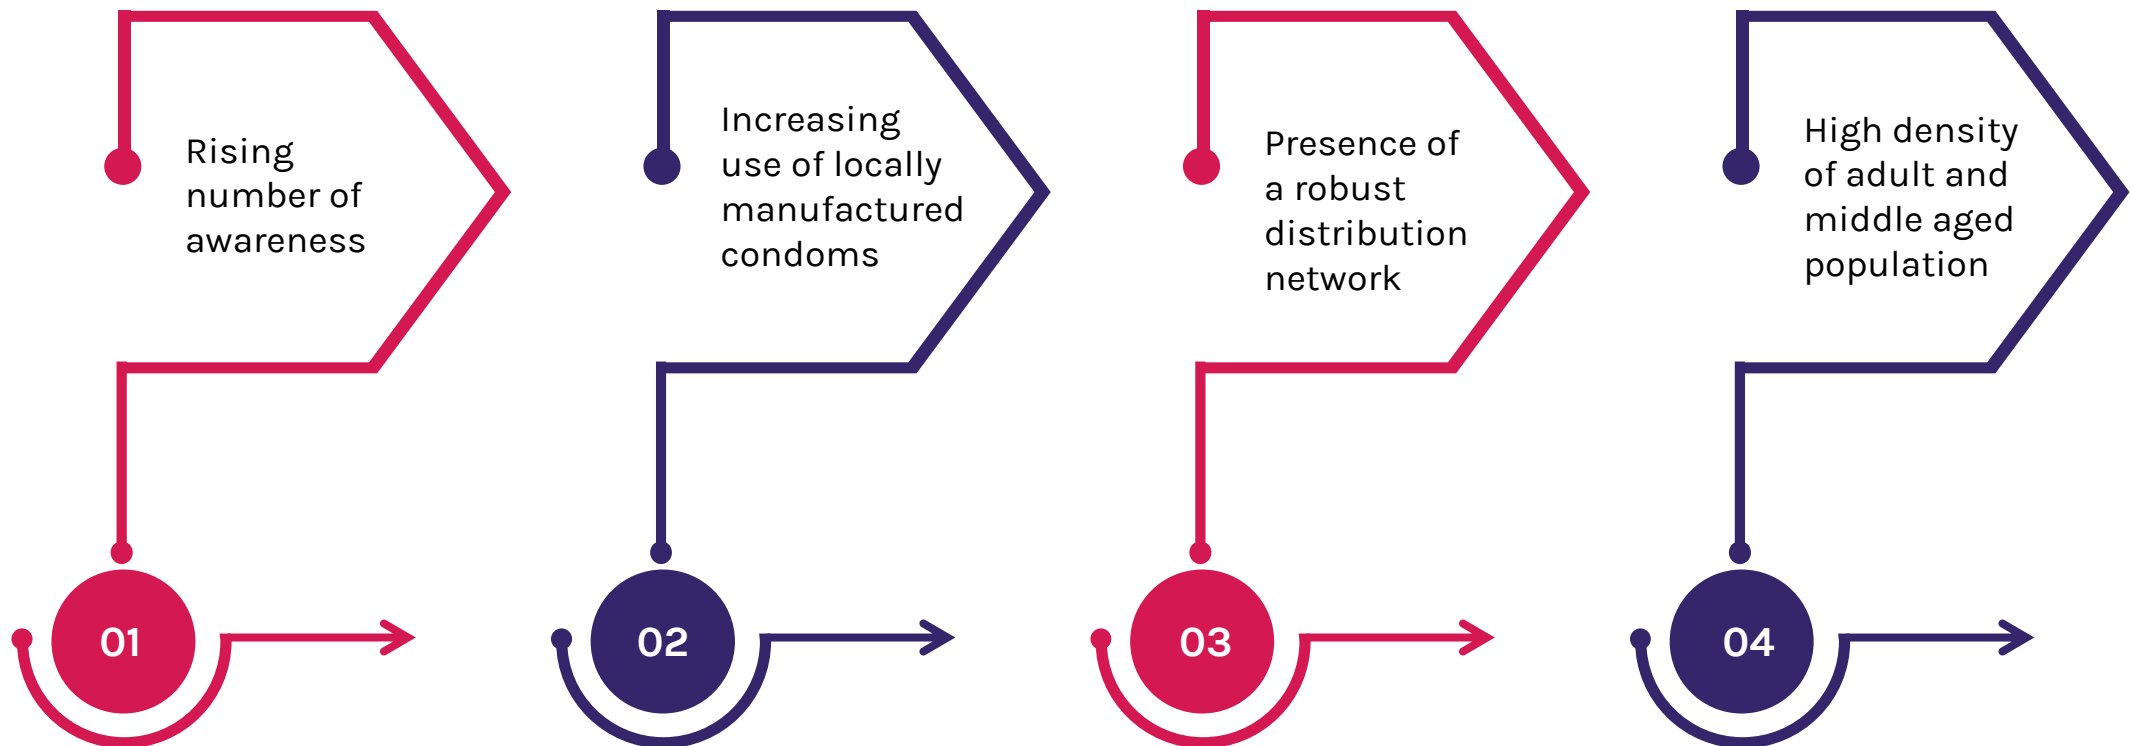 Rising
number of
awareness
Increasing
use of locally
manufactured
condoms
Presence of
a robust
distribution
network
High density
of adult and
middle aged
population
01
02
03
04